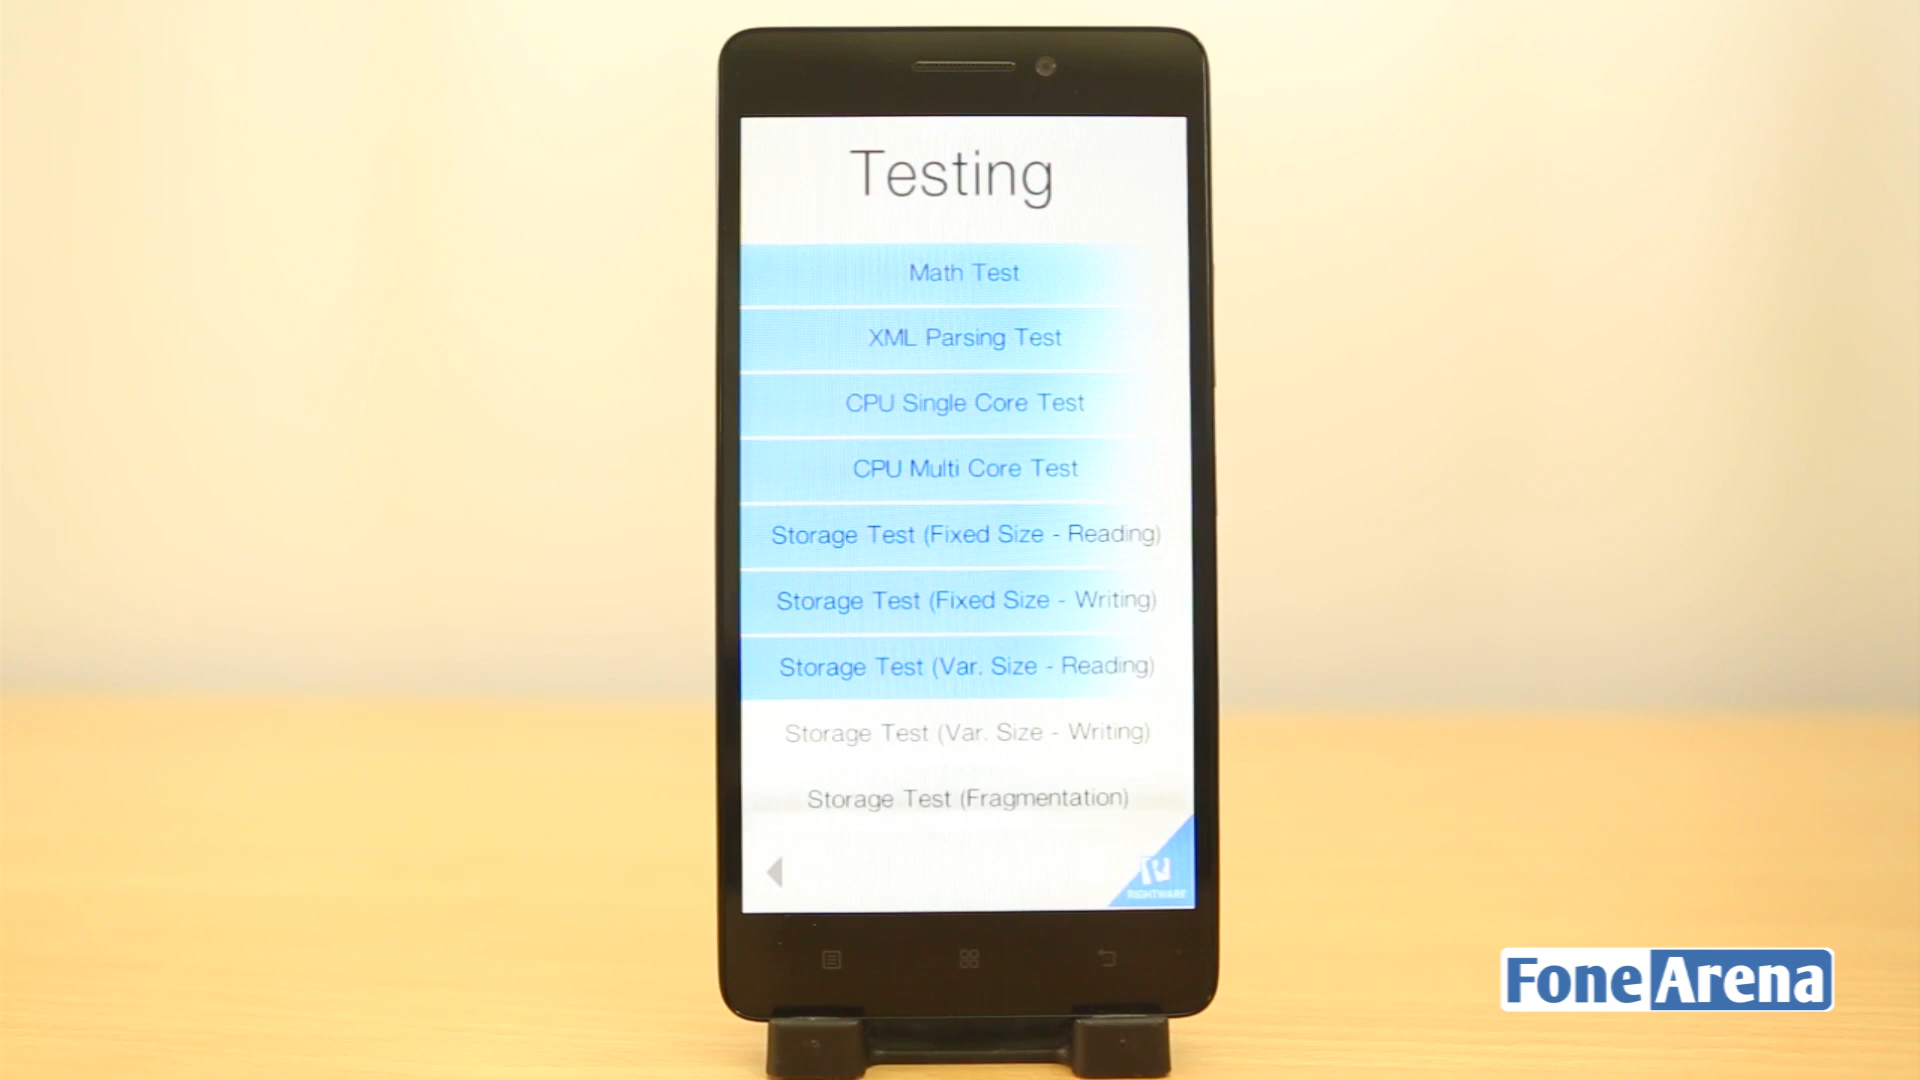 Testing
Math Test
XML Parsing Test
CPU Single Core Test
CPU Multi Core Test
Storage Test (Fixed Size - Reading)
Storage Test (Fixed Size - Writing)
Storage Test (Var. Size - Reading)
Storage Test (Var. Size - Writing)
Storage Test (Fragmentation)
RIGHTWARE
FoneArena